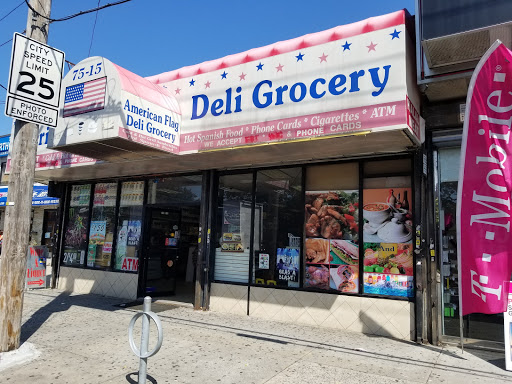 CITY
SPEED
LIMIT
25
PHOTO
ENFORCED
75-15
American Flag
Deli Grocery
Deli Grocery
Hot Spanish Food * Phone Cards * Cigarettes * ATM
WE ACCEPT
& PHONE CARDS
ATM
And
T-Mobile